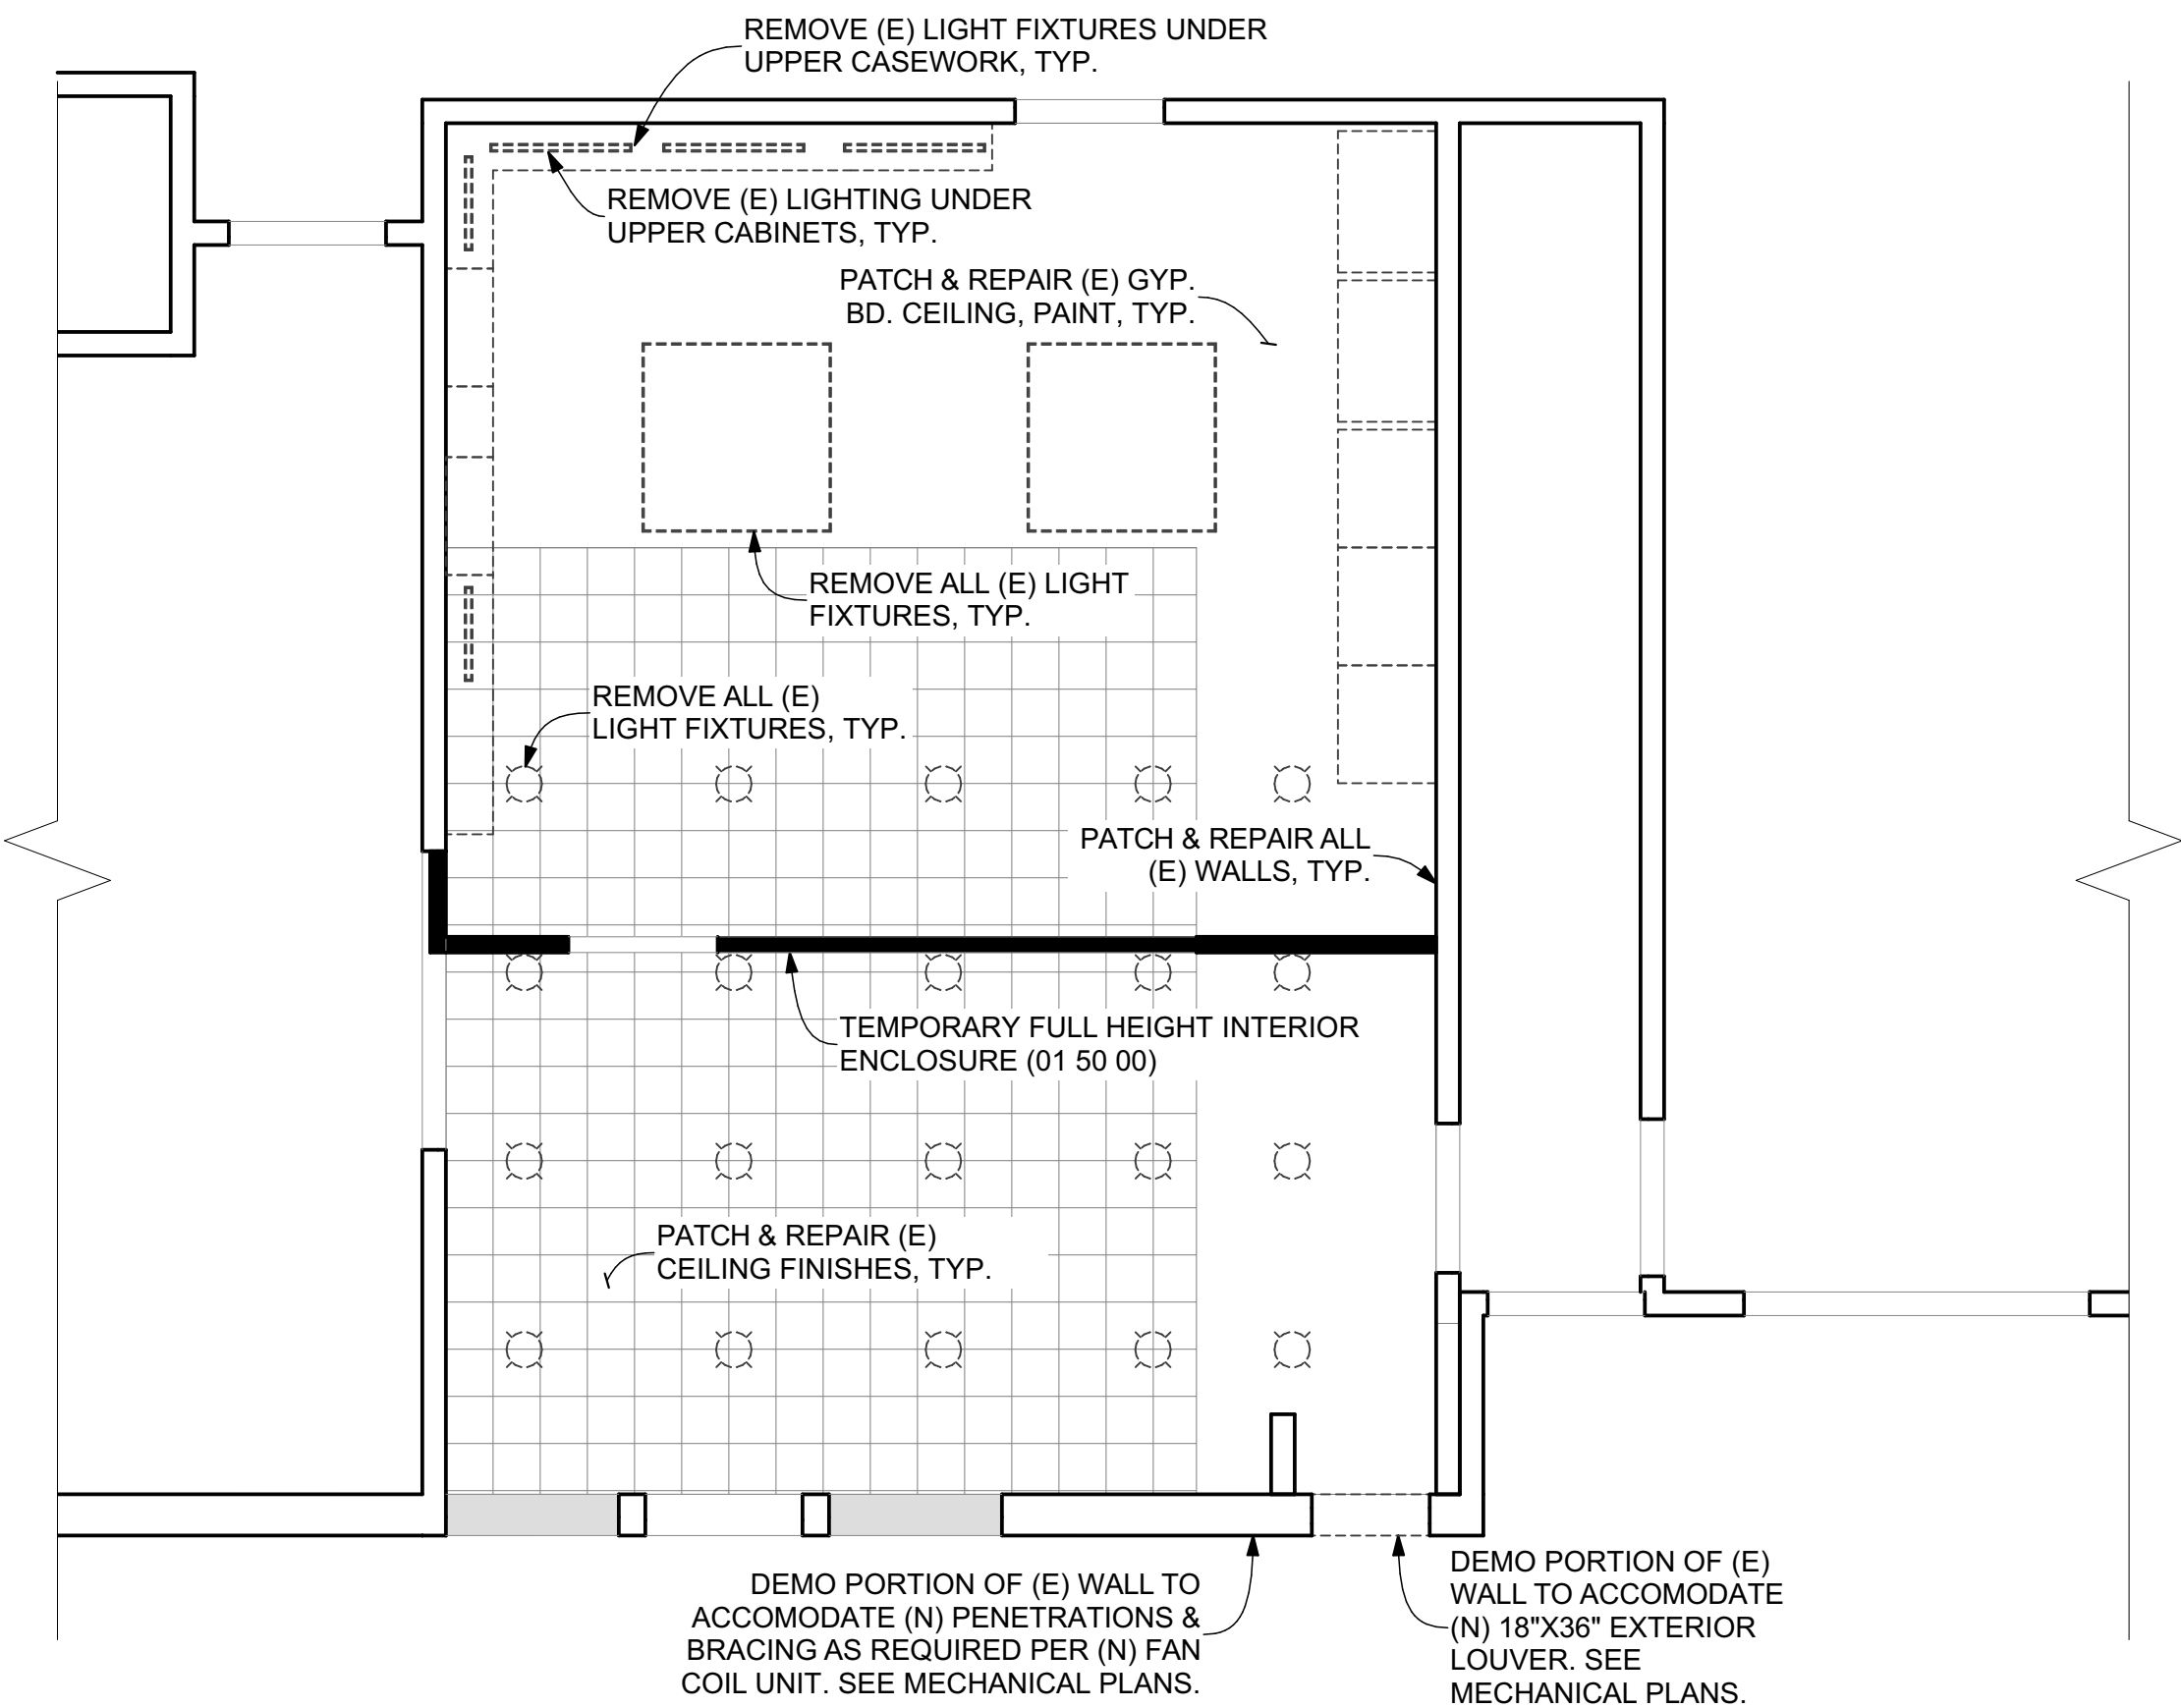 REMOVE (E) LIGHT FIXTURES UNDER
UPPER CASEWORK, TYP.
REMOVE (E) LIGHTING UNDER
UPPER CABINETS, TYP.
PATCH & REPAIR (E) GYP.
BD. CEILING, PAINT, TYP.
REMOVE ALL (E) LIGHT
FIXTURES, TYP.
REMOVE ALL (E)
LIGHT FIXTURES, TYP.
PATCH & REPAIR ALL
(E) WALLS, TYP.
TEMPORARY FULL HEIGHT INTERIOR
ENCLOSURE (01 50 00)
PATCH & REPAIR (E)
CEILING FINISHES, TYP.
DEMO PORTION OF (E) WALL TO
ACCOMODATE (N) PENETRATIONS &
BRACING AS REQUIRED PER (N) FAN
COIL UNIT. SEE MECHANICAL PLANS.
DEMO PORTION OF (E)
WALL TO ACCOMODATE
(N) 18"X36" EXTERIOR
LOUVER. SEE
MECHANICAL PLANS.